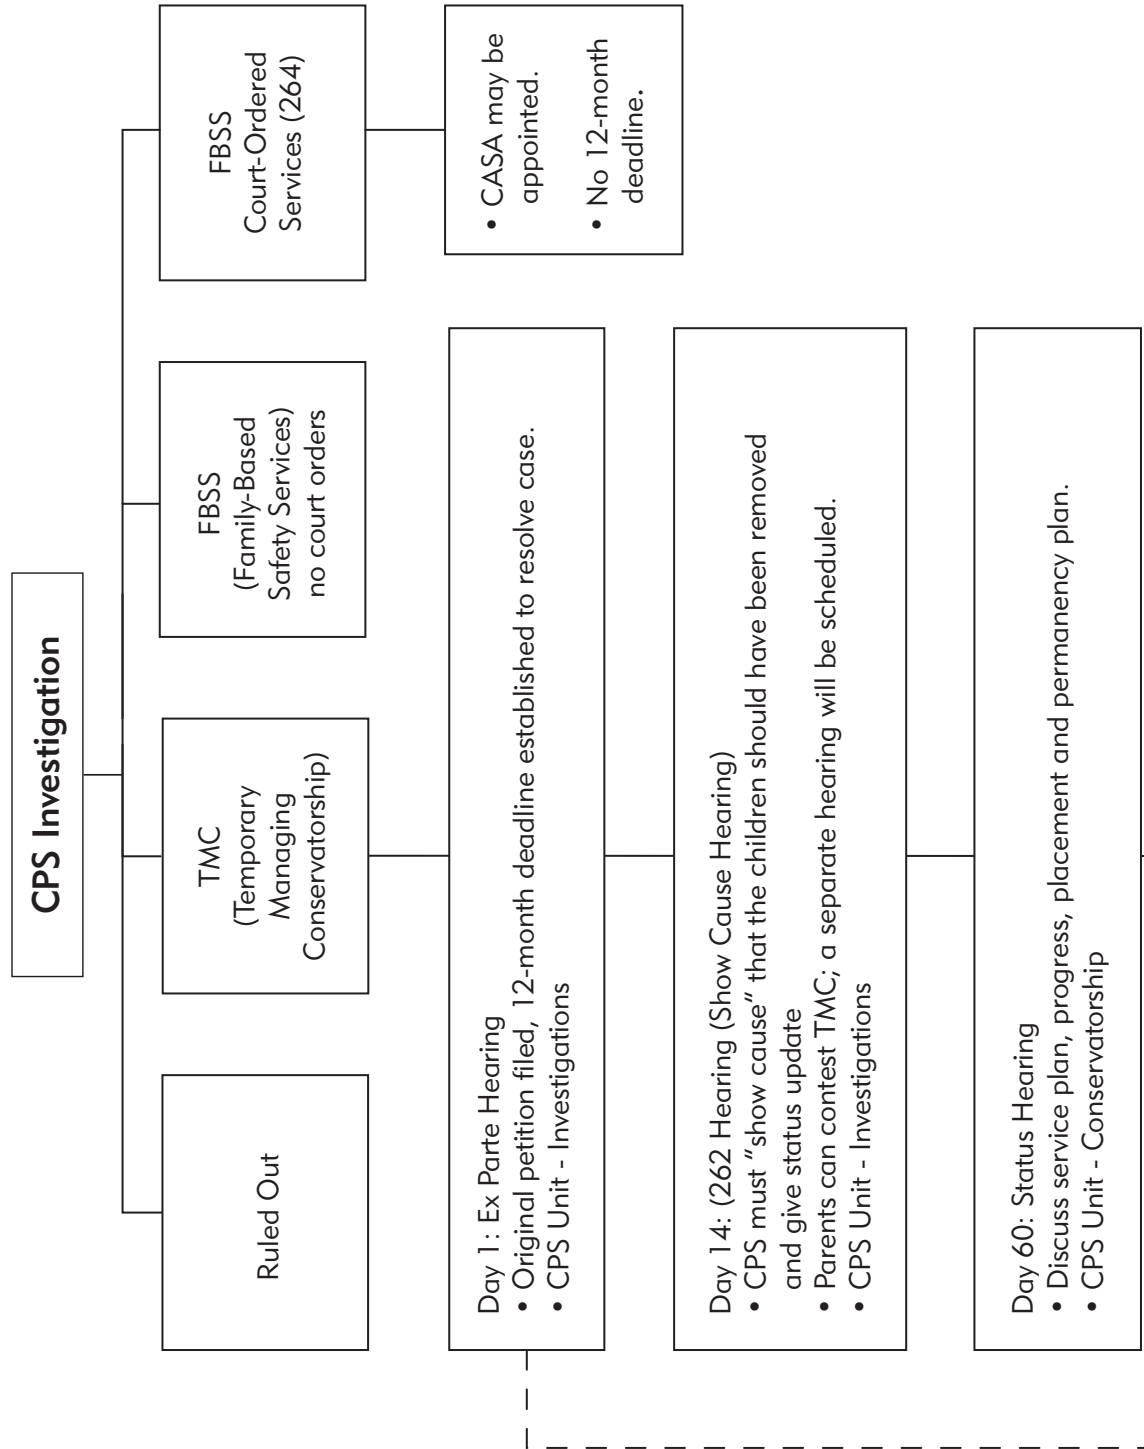 CPS Investigation
Ruled Out
TMC
(Temporary
Managing
Conservatorship)
FBSS
(Family-Based
Safety Services)
no court orders
FBSS
Court-Ordered
Services (264)
• CASA may be
appointed.
• No 12-month
deadline.
Day 1: Ex Parte Hearing
• Original petition filed, 12-month deadline established to resolve case.
• CPS Unit - Investigations
Day 14: (262 Hearing (Show Cause Hearing)
• CPS must “show cause” that the children should have been removed
and give status update
• Parents can contest TMC; a separate hearing will be scheduled.
• CPS Unit - Investigations
Day 60: Status Hearing
• Discuss service plan, progress, placement and permanency plan.
• CPS Unit - Conservatorship